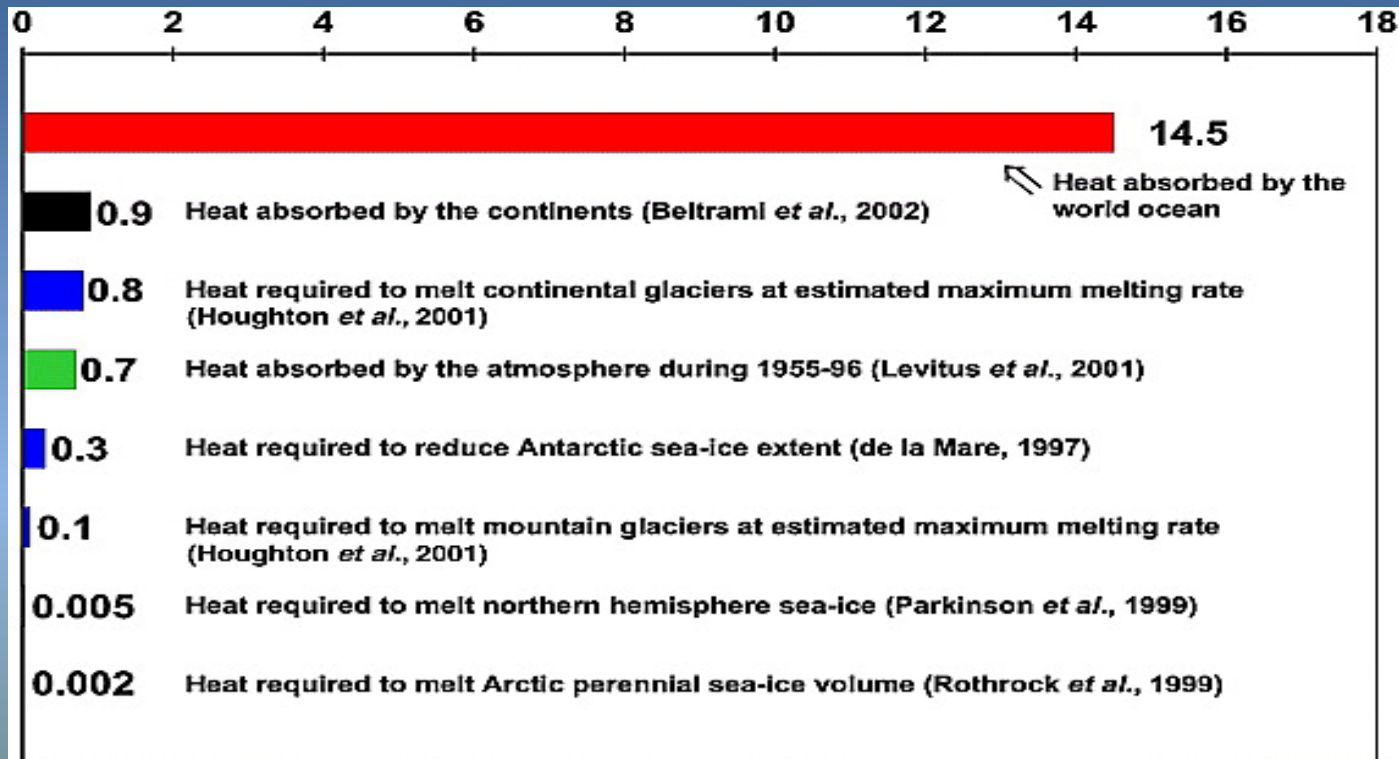 0 2 4 6 8 10 12 14 16 18
14.5
Heat absorbed by the
world ocean
0.9 Heat absorbed by the continents (Beltrami et al., 2002)
0.8 Heat required to melt continental glaciers at estimated maximum melting rate
(Houghton et al., 2001)
0.7 Heat absorbed by the atmosphere during 1955-96 (Levitus et al., 2001)
0.3 Heat required to reduce Antarctic sea-ice extent (de la Mare, 1997)
0.1 Heat required to melt mountain glaciers at estimated maximum melting rate
(Houghton et al., 2001)
0.005 Heat required to melt northern hemisphere sea-ice (Parkinson et al., 1999)
0.002 Heat required to melt Arctic perennial sea-ice volume (Rothrock et al., 1999)